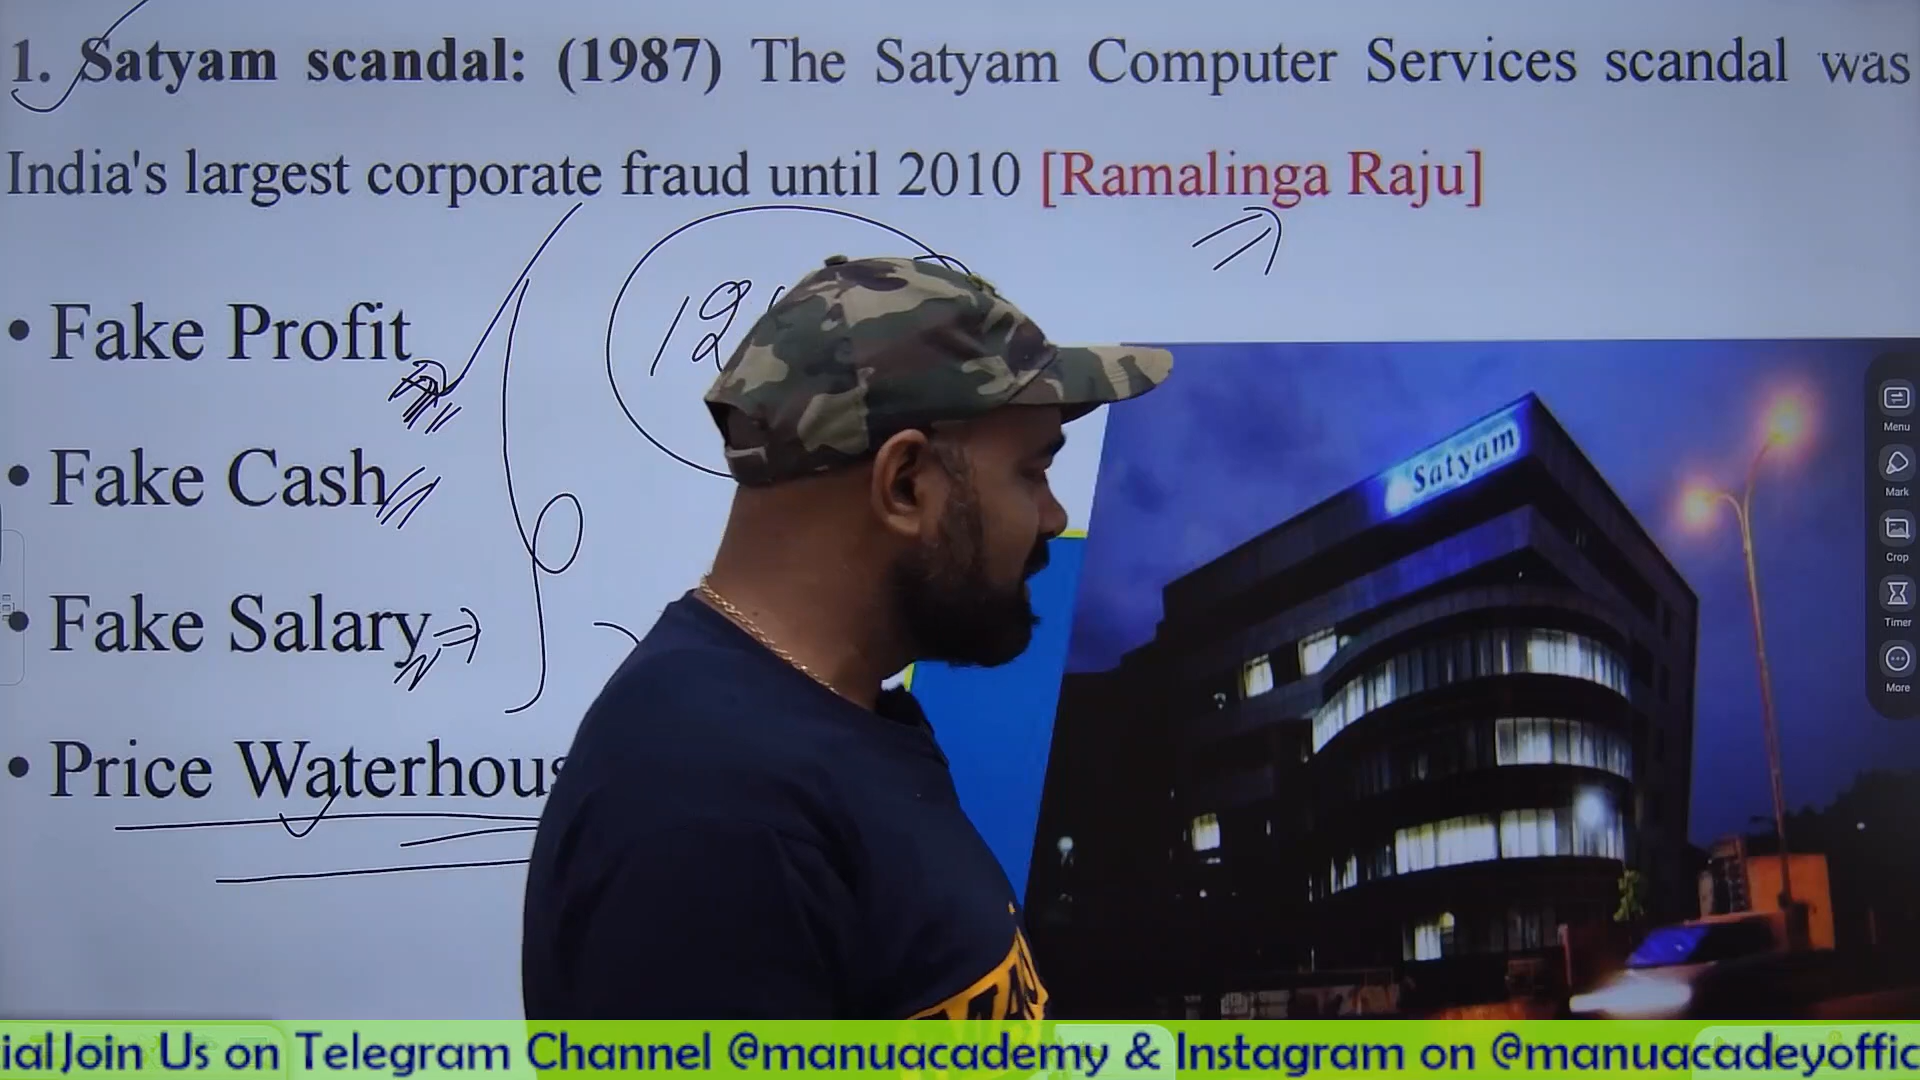 1. Satyam scandal: (1987) The Satyam Computer Services scandal was
India's largest corporate fraud until 2010 [Ramalinga Raju]
• Fake Profit
• Fake Cash
• Fake Salary
• Price Waterhous
Satyam
Menu
Mark
Crop
Timer
More
ial Join Us on Telegram Channel @manuacademy & Instagram on @manuacadeyoffic